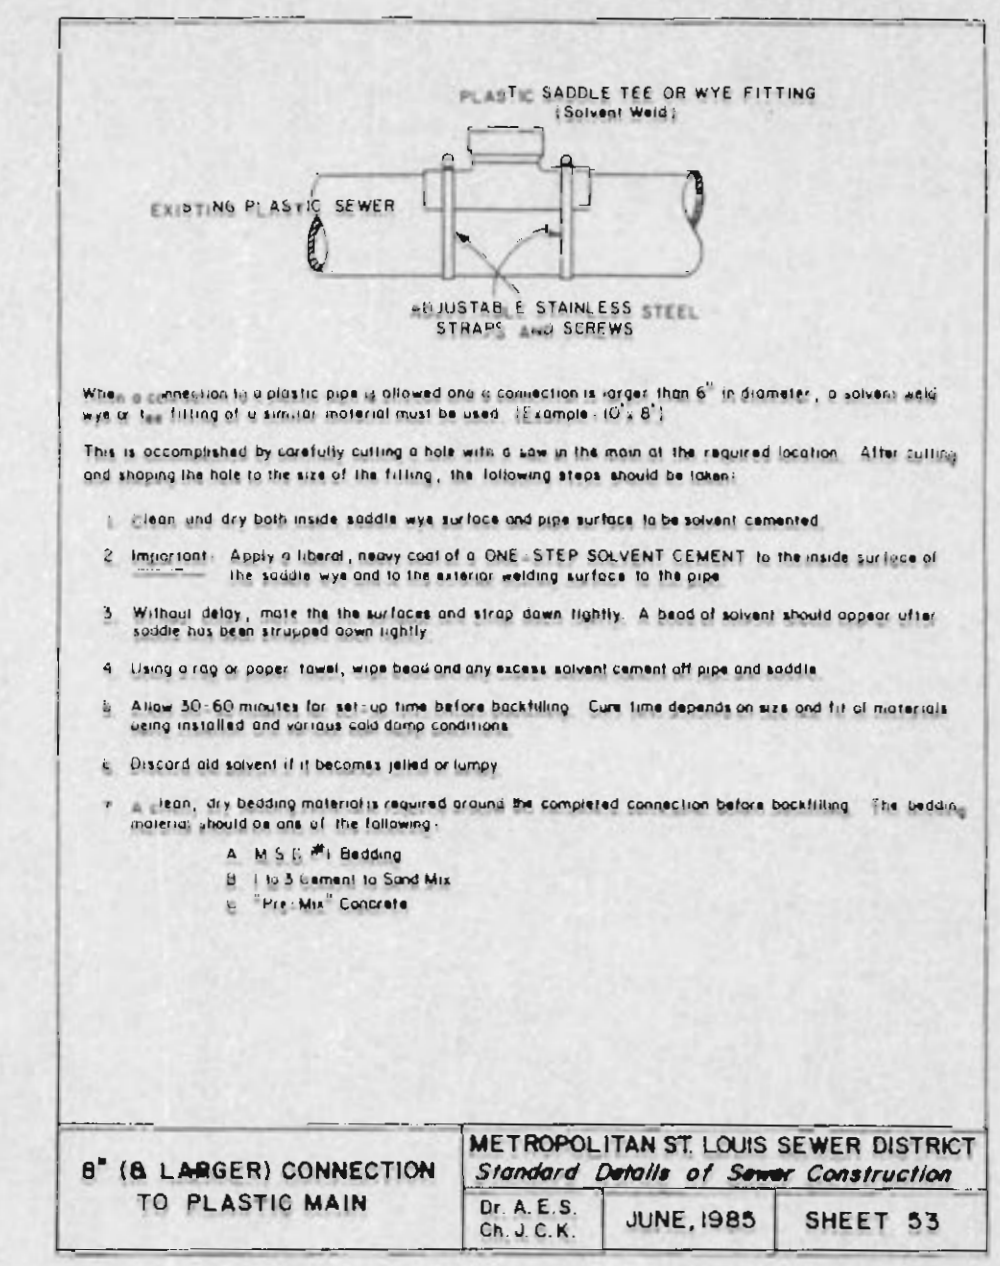 PLASTIC SADDLE TEE OR WYE FITTING
(Solvent Weld)
EXISTING PLASTIC SEWER
ADJUSTABLE STAINLESS STEEL
STRAPS AND SCREWS
When a connection to a plastic pipe is allowed and a connection is larger than 6" in diameter, a solvent weld
wye or tee fitting of a similar material must be used (Example - 10" x 8")
This is accomplished by carefully cutting a hole with a saw in the main at the required location After cutting
and shaping the hole to the size of the fitting, the following steps should be taken:
1 Clean and dry both inside saddle wye surface and pipe surface to be solvent cemented
2 Important: Apply a liberal, heavy coat of a ONE-STEP SOLVENT CEMENT to the inside surface of
the saddle wye and to the exterior welding surface to the pipe
3 Without delay, mate the the surfaces and strap down tightly. A bead of solvent should appear after
saddle has been strapped down tightly
4 Using a rag or paper towel, wipe bead and any excess solvent cement off pipe and saddle
5 Allow 30-60 minutes for set-up time before backfilling Cure time depends on size and fit of materials
being installed and various cold damp conditions
6 Discard old solvent if it becomes jelled or lumpy
7 A clean, dry bedding material is required around the completed connection before backfilling The bedding
material should be one of the following:
A M S D #1 Bedding
B 1 to 3 Cement to Sand Mix
C "Pre-Mix" Concrete
8" (& LARGER) CONNECTION
TO PLASTIC MAIN
METROPOLITAN ST. LOUIS SEWER DISTRICT
Standard Details of Sewer Construction
Dr. A. E. S.
Ch. J. C. K.
JUNE, 1985
SHEET 53